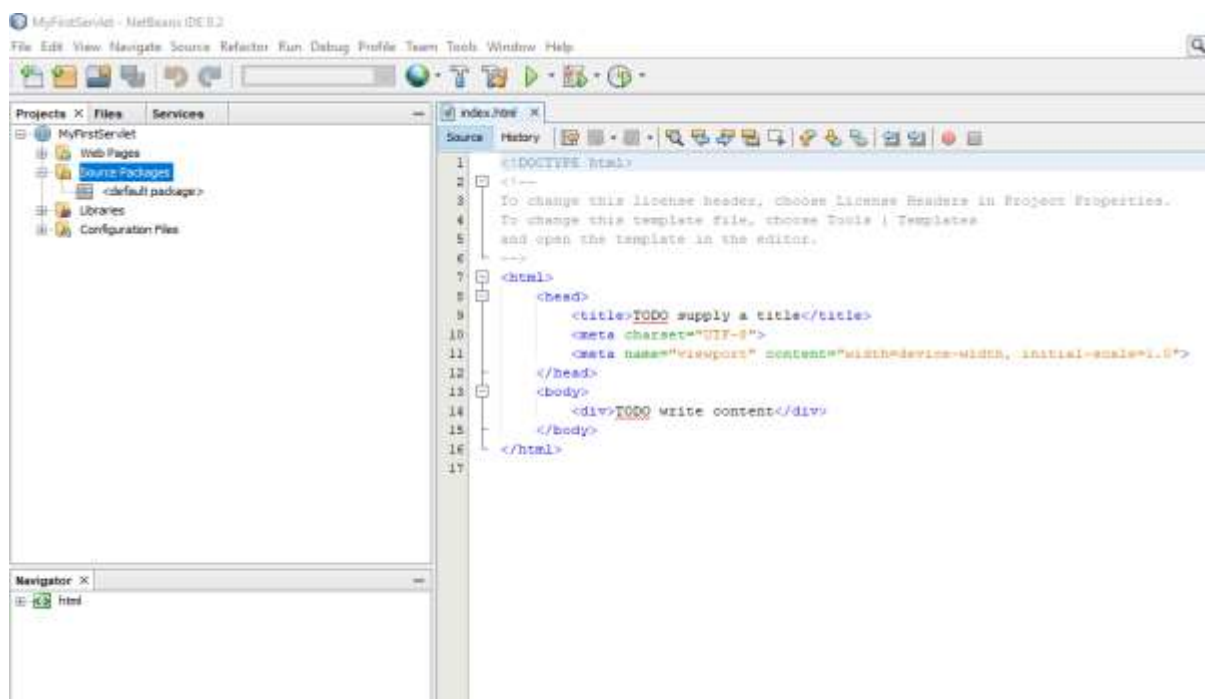 MyFirstServlet - NetBeans IDE 8.2
File Edit View Navigate Source Refactor Run Debug Profile Team Tools Window Help
Projects × Files Services
MyFirstServlet
Web Pages
Source Packages
<default package>
Libraries
Configuration Files
Navigator ×
html
index.html ×
Source History
1 <!DOCTYPE html>
2 <!--
3 To change this license header, choose License Headers in Project Properties.
4 To change this template file, choose Tools | Templates
5 and open the template in the editor.
6 -->
7 <html>
8 <head>
9 <title>TODO supply a title</title>
10 <meta charset="UTF-8">
11 <meta name="viewport" content="width=device-width, initial-scale=1.0">
12 </head>
13 <body>
14 <div>TODO write content</div>
15 </body>
16 </html>
17